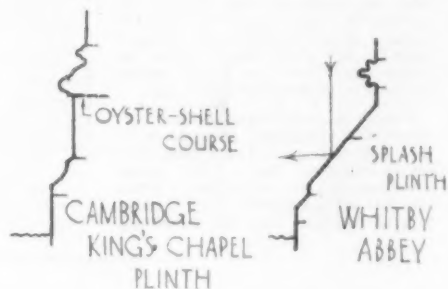 OYSTER-SHELL
COURSE
CAMBRIDGE
KING'S CHAPEL
PLINTH
SPLASH
PLINTH
WHITBY
ABBEY